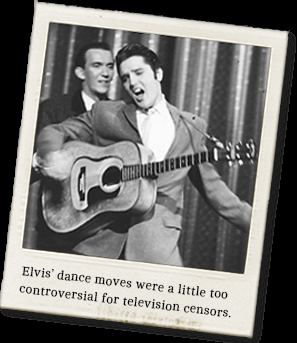 Elvis' dance moves were a little too
controversial for television censors.